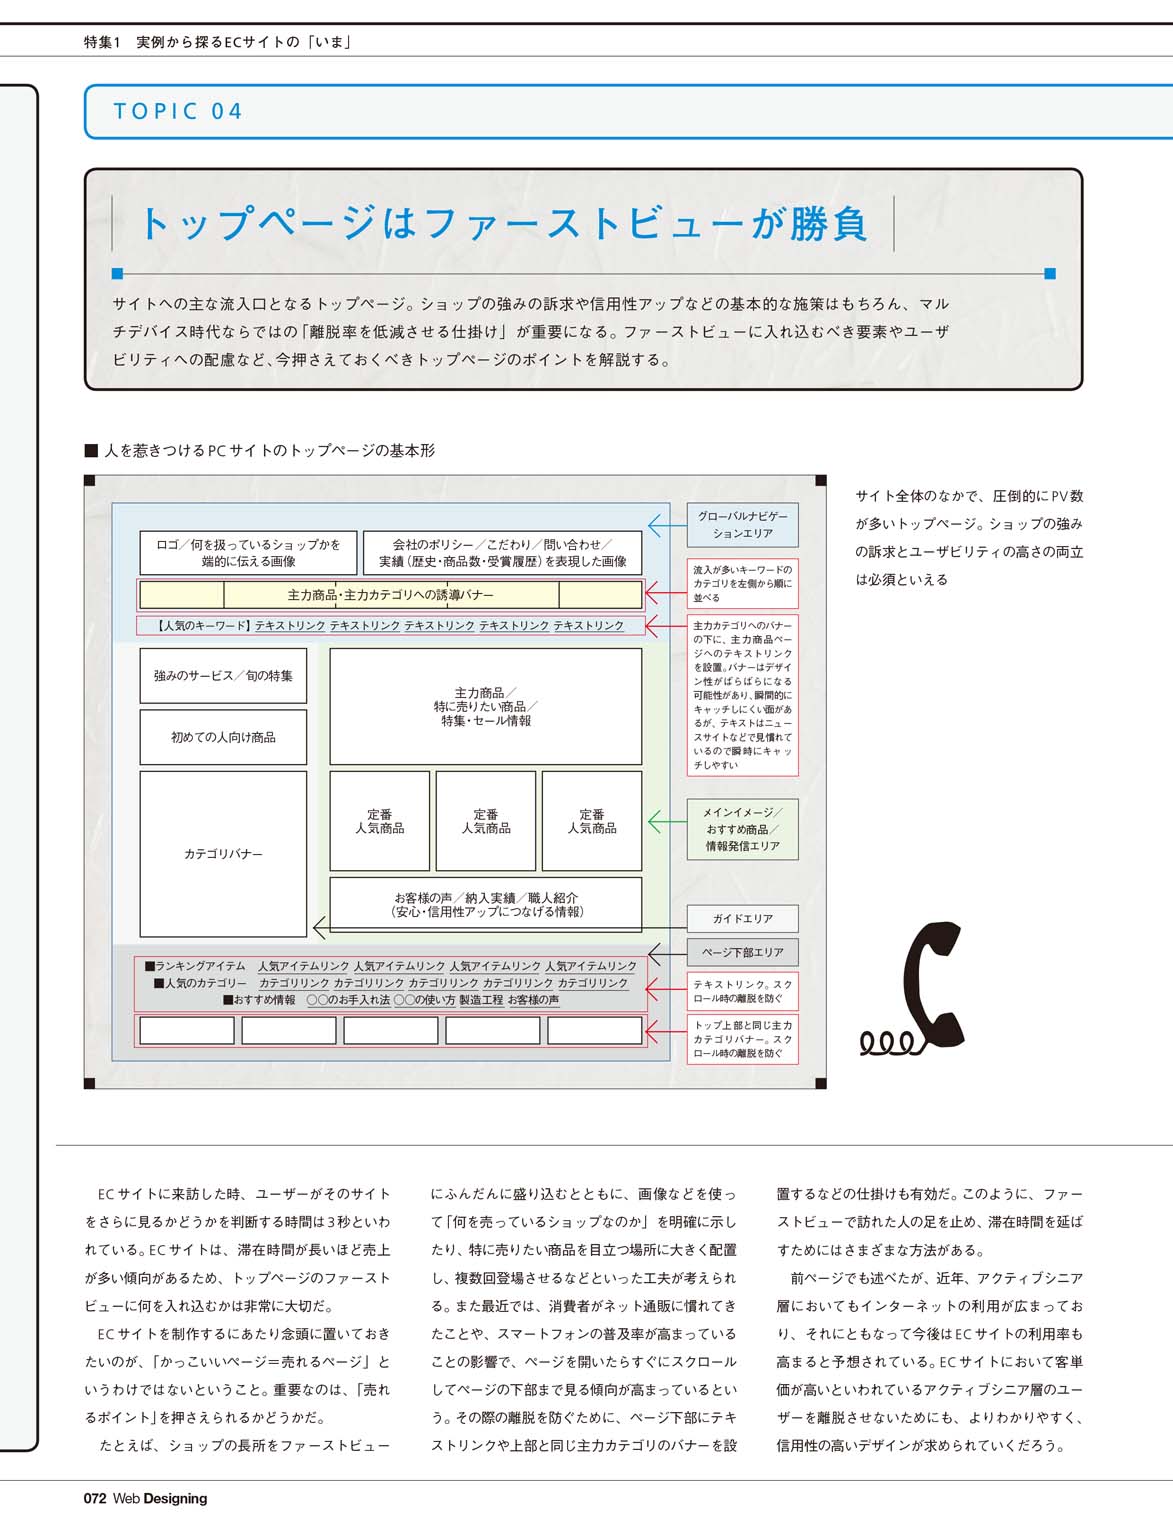 特集1　実例から探るECサイトの「いま」
TOPIC 04
トップページはファーストビューが勝負
サイトへの主な流入口となるトップページ。ショップの強みの訴求や信用性アップなどの基本的な施策はもちろん、マル
チデバイス時代ならではの「離脱率を低減させる仕掛け」が重要になる。ファーストビューに入れ込むべき要素やユーザ
ビリティへの配慮など、今押さえておくべきトップページのポイントを解説する。
■ 人を惹きつけるPCサイトのトップページの基本形
ロゴ／何を扱っているショップかを
端的に伝える画像
会社のポリシー／こだわり／問い合わせ／
実績（歴史・商品数・受賞履歴）を表現した画像
主力商品・主力カテゴリへの誘導バナー
【人気のキーワード】テキストリンク テキストリンク テキストリンク テキストリンク テキストリンク
強みのサービス／旬の特集
初めての人向け商品
カテゴリバナー
主力商品／
特に売りたい商品／
特集・セール情報
定番
人気商品
定番
人気商品
定番
人気商品
お客様の声／納入実績／職人紹介
（安心・信用性アップにつなげる情報）
■ランキングアイテム　人気アイテムリンク 人気アイテムリンク 人気アイテムリンク 人気アイテムリンク
■人気のカテゴリー　カテゴリリンク カテゴリリンク カテゴリリンク カテゴリリンク カテゴリリンク
■おすすめ情報　○○のお手入れ法 ○○の使い方 製造工程 お客様の声
グローバルナビゲー
ションエリア
流入が多いキーワードの
カテゴリを左側から順に
並べる
主力カテゴリへのバナー
の下に、主力商品ペー
ジへのテキストリンク
を設置。バナーはデザイ
ン性がばらばらになる
可能性があり、瞬間的に
キャッチしにくい面があ
るが、テキストはニュー
スサイトなどで見慣れて
いるので瞬時にキャッ
チしやすい
メインイメージ／
おすすめ商品／
情報発信エリア
ガイドエリア
ページ下部エリア
テキストリンク。スク
ロール時の離脱を防ぐ
トップ上部と同じ主力
カテゴリバナー。スク
ロール時の離脱を防ぐ
サイト全体のなかで、圧倒的にPV数
が多いトップページ。ショップの強み
の訴求とユーザビリティの高さの両立
は必須といえる
ECサイトに来訪した時、ユーザーがそのサイト
をさらに見るかどうかを判断する時間は3秒といわ
れている。ECサイトは、滞在時間が長いほど売上
が多い傾向があるため、トップページのファースト
ビューに何を入れ込むかは非常に大切だ。
ECサイトを制作するにあたり念頭に置いておき
たいのが、「かっこいいページ＝売れるページ」と
いうわけではないということ。重要なのは、「売れ
るポイント」を押さえられるかどうかだ。
たとえば、ショップの長所をファーストビュー
にふんだんに盛り込むとともに、画像などを使っ
て「何を売っているショップなのか」を明確に示し
たり、特に売りたい商品を目立つ場所に大きく配置
し、複数回登場させるなどといった工夫が考えられ
る。また最近では、消費者がネット通販に慣れてき
たことや、スマートフォンの普及率が高まっている
ことの影響で、ページを開いたらすぐにスクロール
してページの下部まで見る傾向が高まっているとい
う。その際の離脱を防ぐために、ページ下部にテキ
ストリンクや上部と同じ主力カテゴリのバナーを設
置するなどの仕掛けも有効だ。このように、ファー
ストビューで訪れた人の足を止め、滞在時間を延ば
すためにはさまざまな方法がある。
前ページでも述べたが、近年、アクティブシニア
層においてもインターネットの利用が広まってお
り、それにともなって今後はECサイトの利用率も
高まると予想されている。ECサイトにおいて客単
価が高いといわれているアクティブシニア層のユー
ザーを離脱させないためにも、よりわかりやすく、
信用性の高いデザインが求められていくだろう。
072 Web Designing